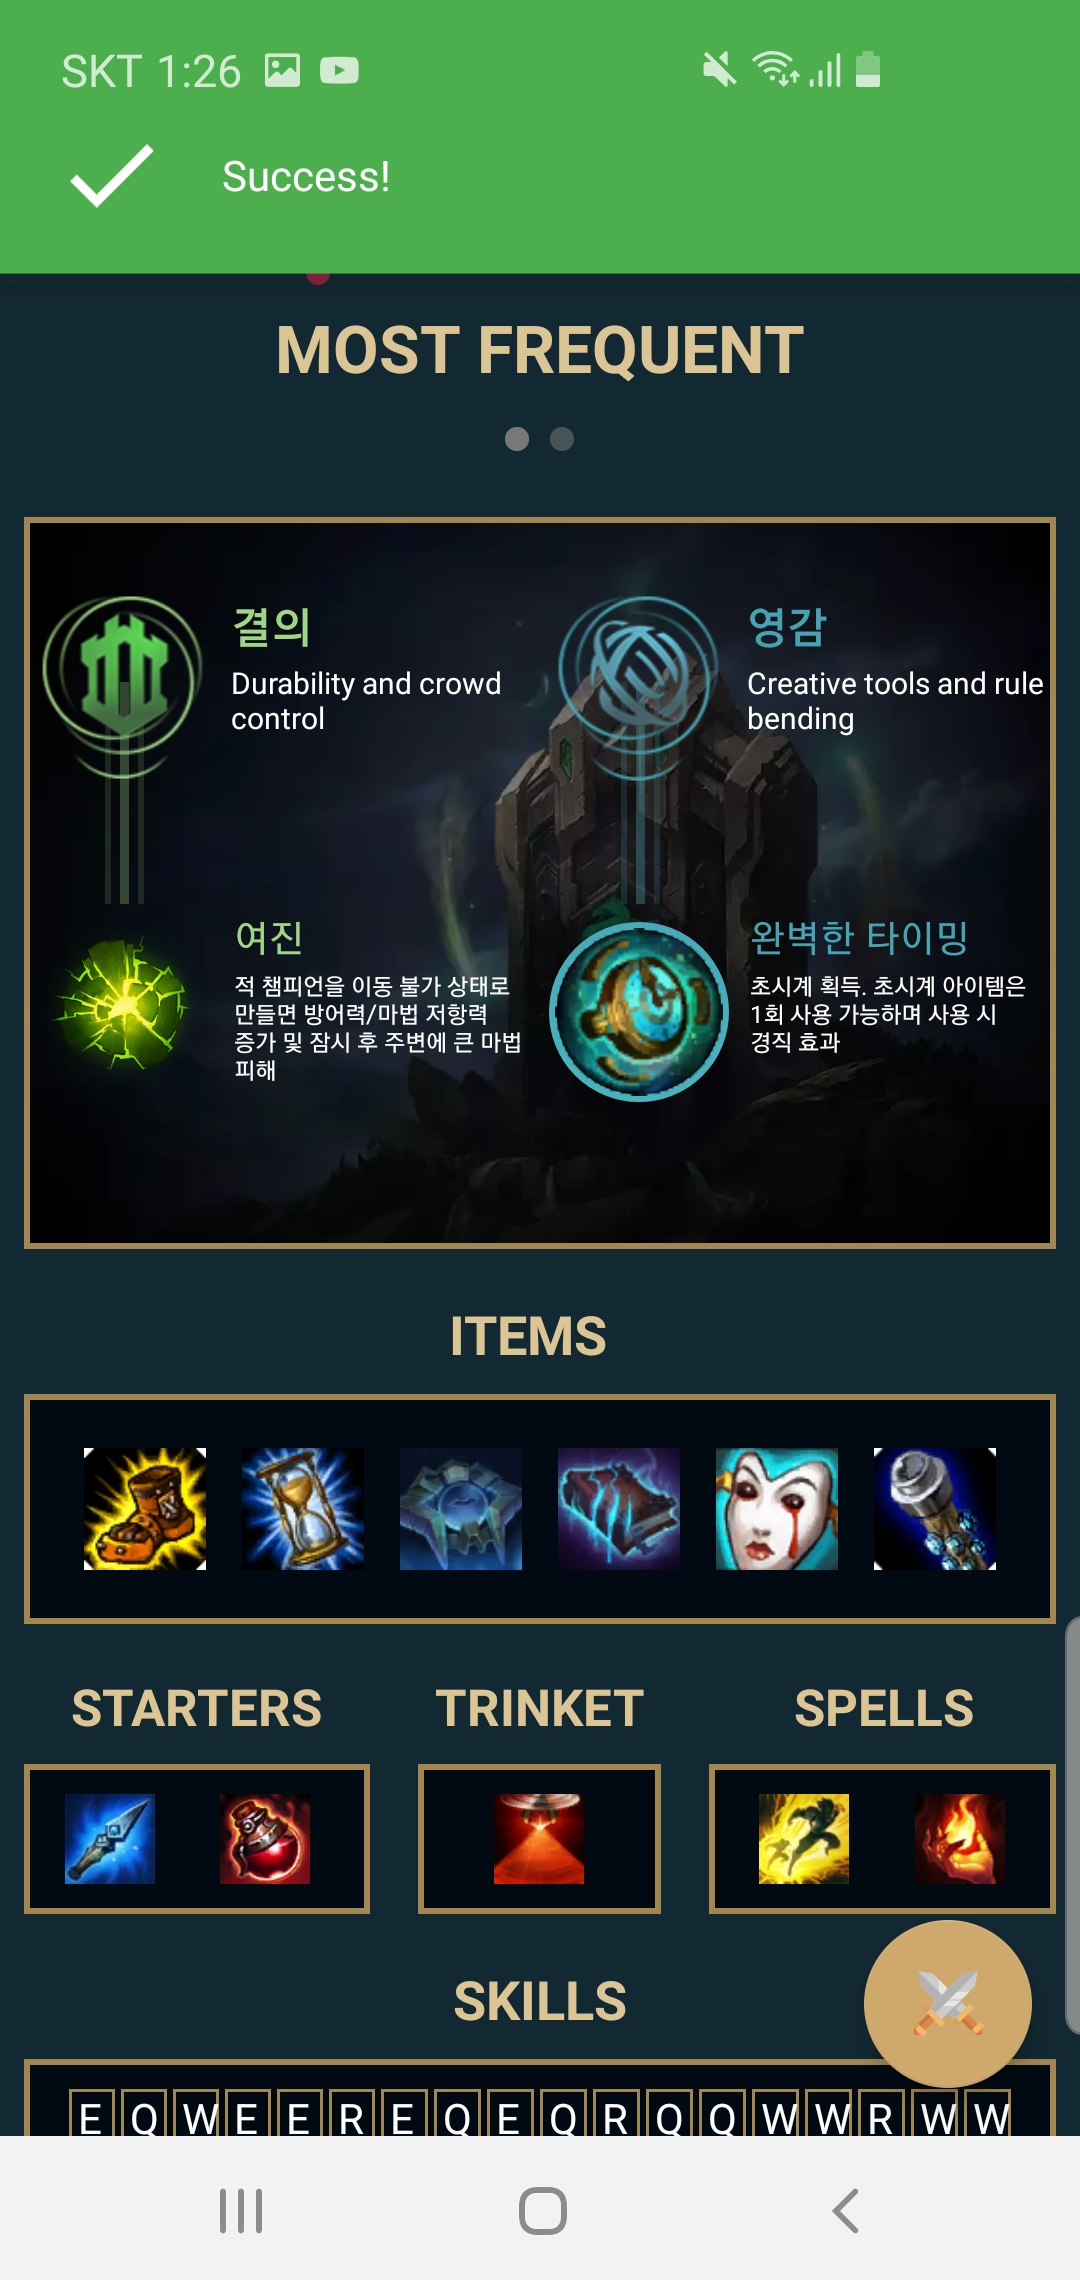 SKT 1:26
Success!
MOST FREQUENT
결의
Durability and crowd
control
영감
Creative tools and rule
bending
여진
적 챔피언을 이동 불가 상태로
만들면 방어력/마법 저항력
증가 및 잠시 후 주변에 큰 마법
피해
완벽한 타이밍
초시계 획득. 초시계 아이템은
1회 사용 가능하며 사용 시
경직 효과
ITEMS
STARTERS
TRINKET
SPELLS
SKILLS
E Q W E E R E Q E Q R Q Q W W R W W